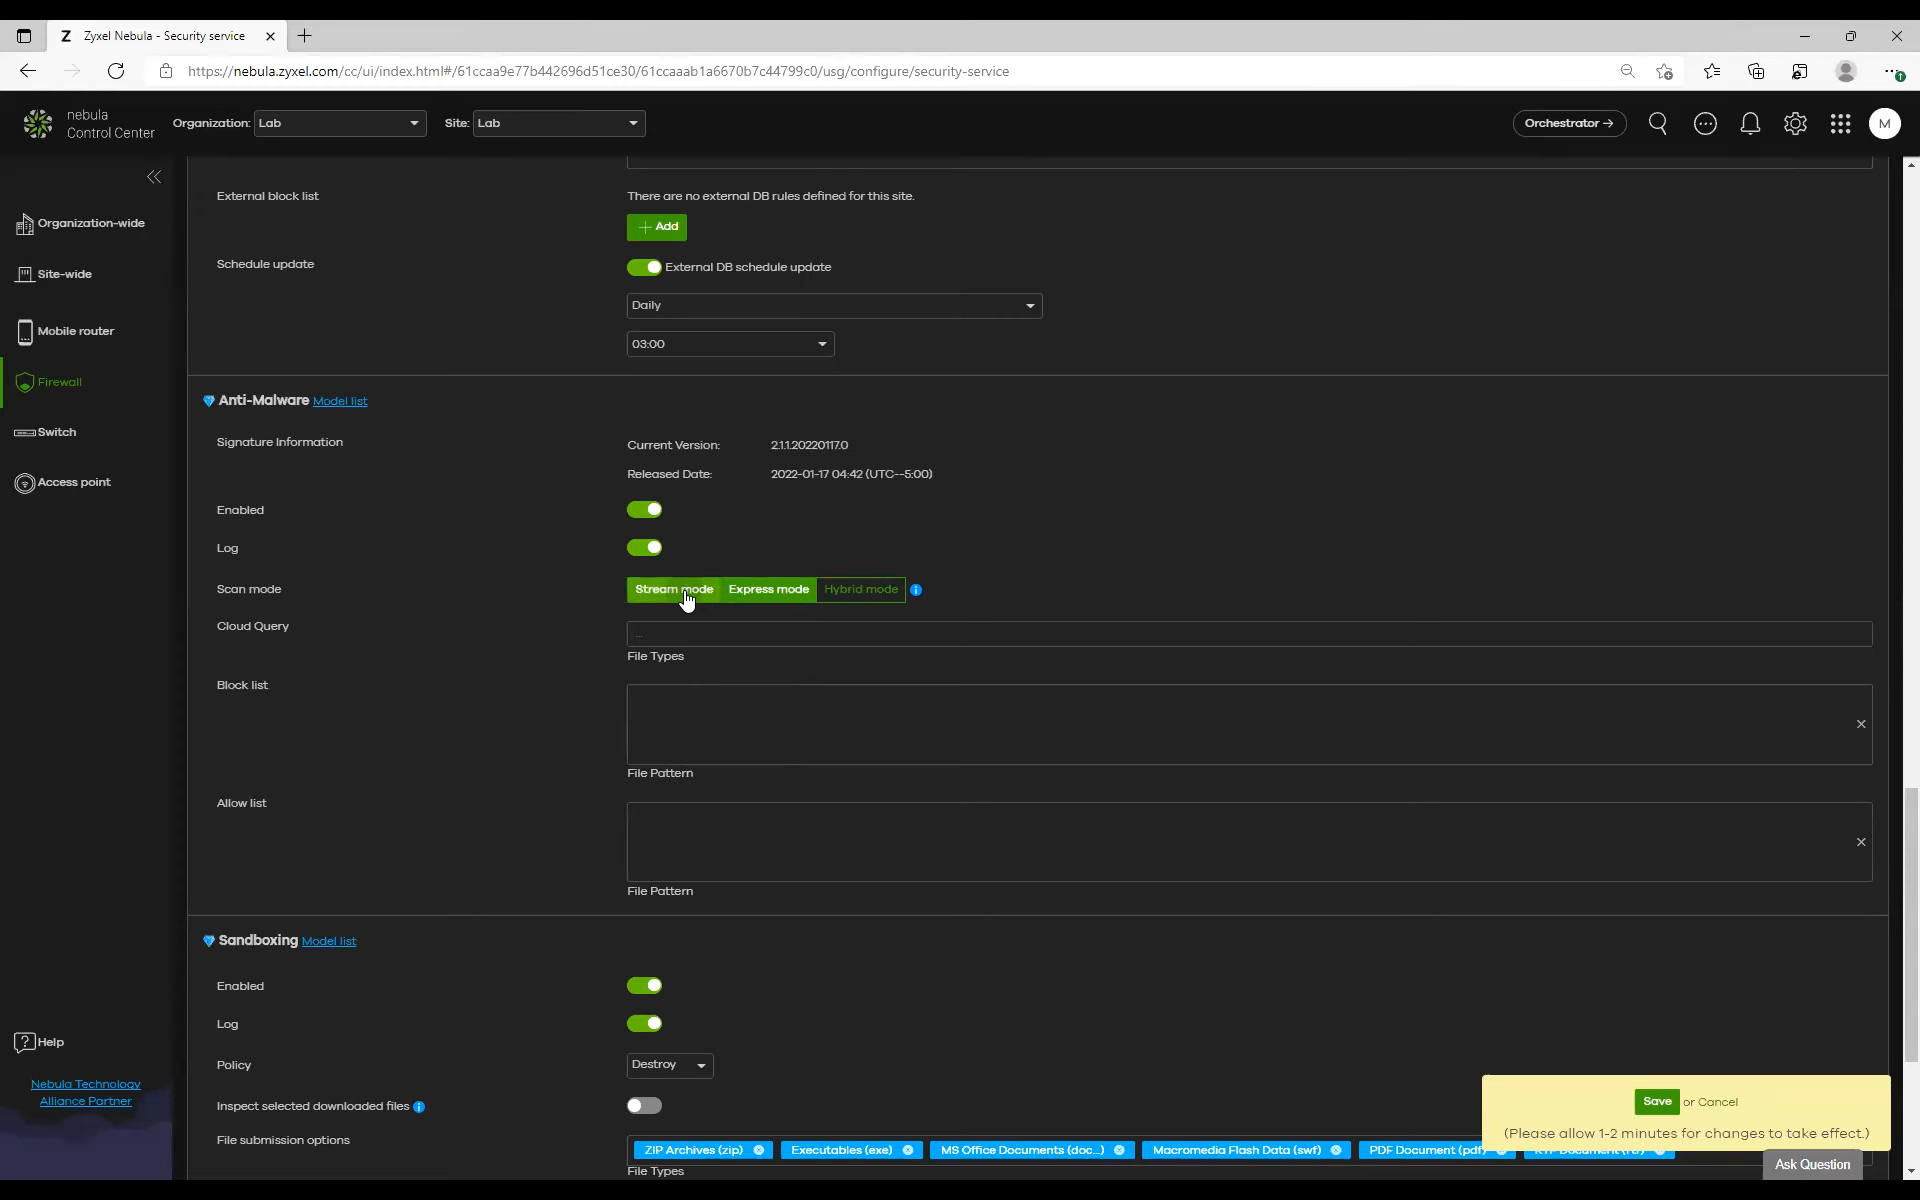 Zyxel Nebula - Security service
https://nebula.zyxel.com/cc/ui/index.html#/61ccaa9e77b442696d51ce30/61ccaaab1a6670b7c44799c0/usg/configure/security-service
nebula
Control Center
Organization: Lab
Site: Lab
Orchestrator →
M
Organization-wide
Site-wide
Mobile router
Firewall
Switch
Access point
Help
Nebula Technology
Alliance Partner
External block list
There are no external DB rules defined for this site.
+ Add
Schedule update
External DB schedule update
Daily
03:00
Anti-Malware Model list
Signature Information
Current Version: 2.1.1.20220117.0
Released Date: 2022-01-17 04:42 (UTC--5:00)
Enabled
Log
Scan mode
Stream mode Express mode Hybrid mode
Cloud Query
...
File Types
Block list
File Pattern
Allow list
File Pattern
Sandboxing Model list
Enabled
Log
Policy
Destroy
Inspect selected downloaded files
File submission options
ZIP Archives (zip) Executables (exe) MS Office Documents (doc...) Macromedia Flash Data (swf) PDF Document (pdf)
File Types
Save or Cancel
(Please allow 1-2 minutes for changes to take effect.)
Ask Question